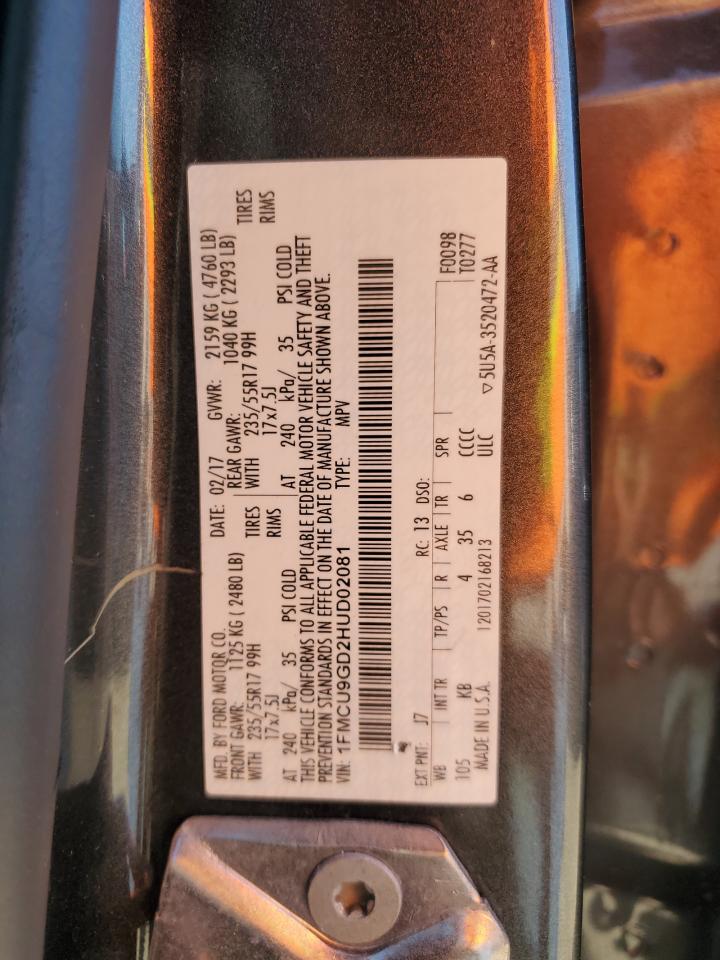 MFD. BY FORD MOTOR CO. DATE: 02/17 GVWR: 2159 KG ( 4760 LB)
FRONT GAWR: 1125 KG ( 2480 LB) REAR GAWR: 1040 KG ( 2293 LB)
WITH 235/55R17 99H TIRES WITH 235/55R17 99H TIRES
17x7.5J RIMS 17x7.5J RIMS
AT 240 kPa/ 35 PSI COLD AT 240 kPa/ 35 PSI COLD
THIS VEHICLE CONFORMS TO ALL APPLICABLE FEDERAL MOTOR VEHICLE SAFETY AND THEFT
PREVENTION STANDARDS IN EFFECT ON THE DATE OF MANUFACTURE SHOWN ABOVE.
VIN: 1FMCU9GD2HUD02081 TYPE: MPV
EXT PNT: J7 RC: 13 DSO:
WB INT TR TP/PS R AXLE TR SPR F0098
105 KB 4 35 6 CCCC T0277
MADE IN U.S.A. 1201702168213 ULC ▽ 5U5A-3520472-AA